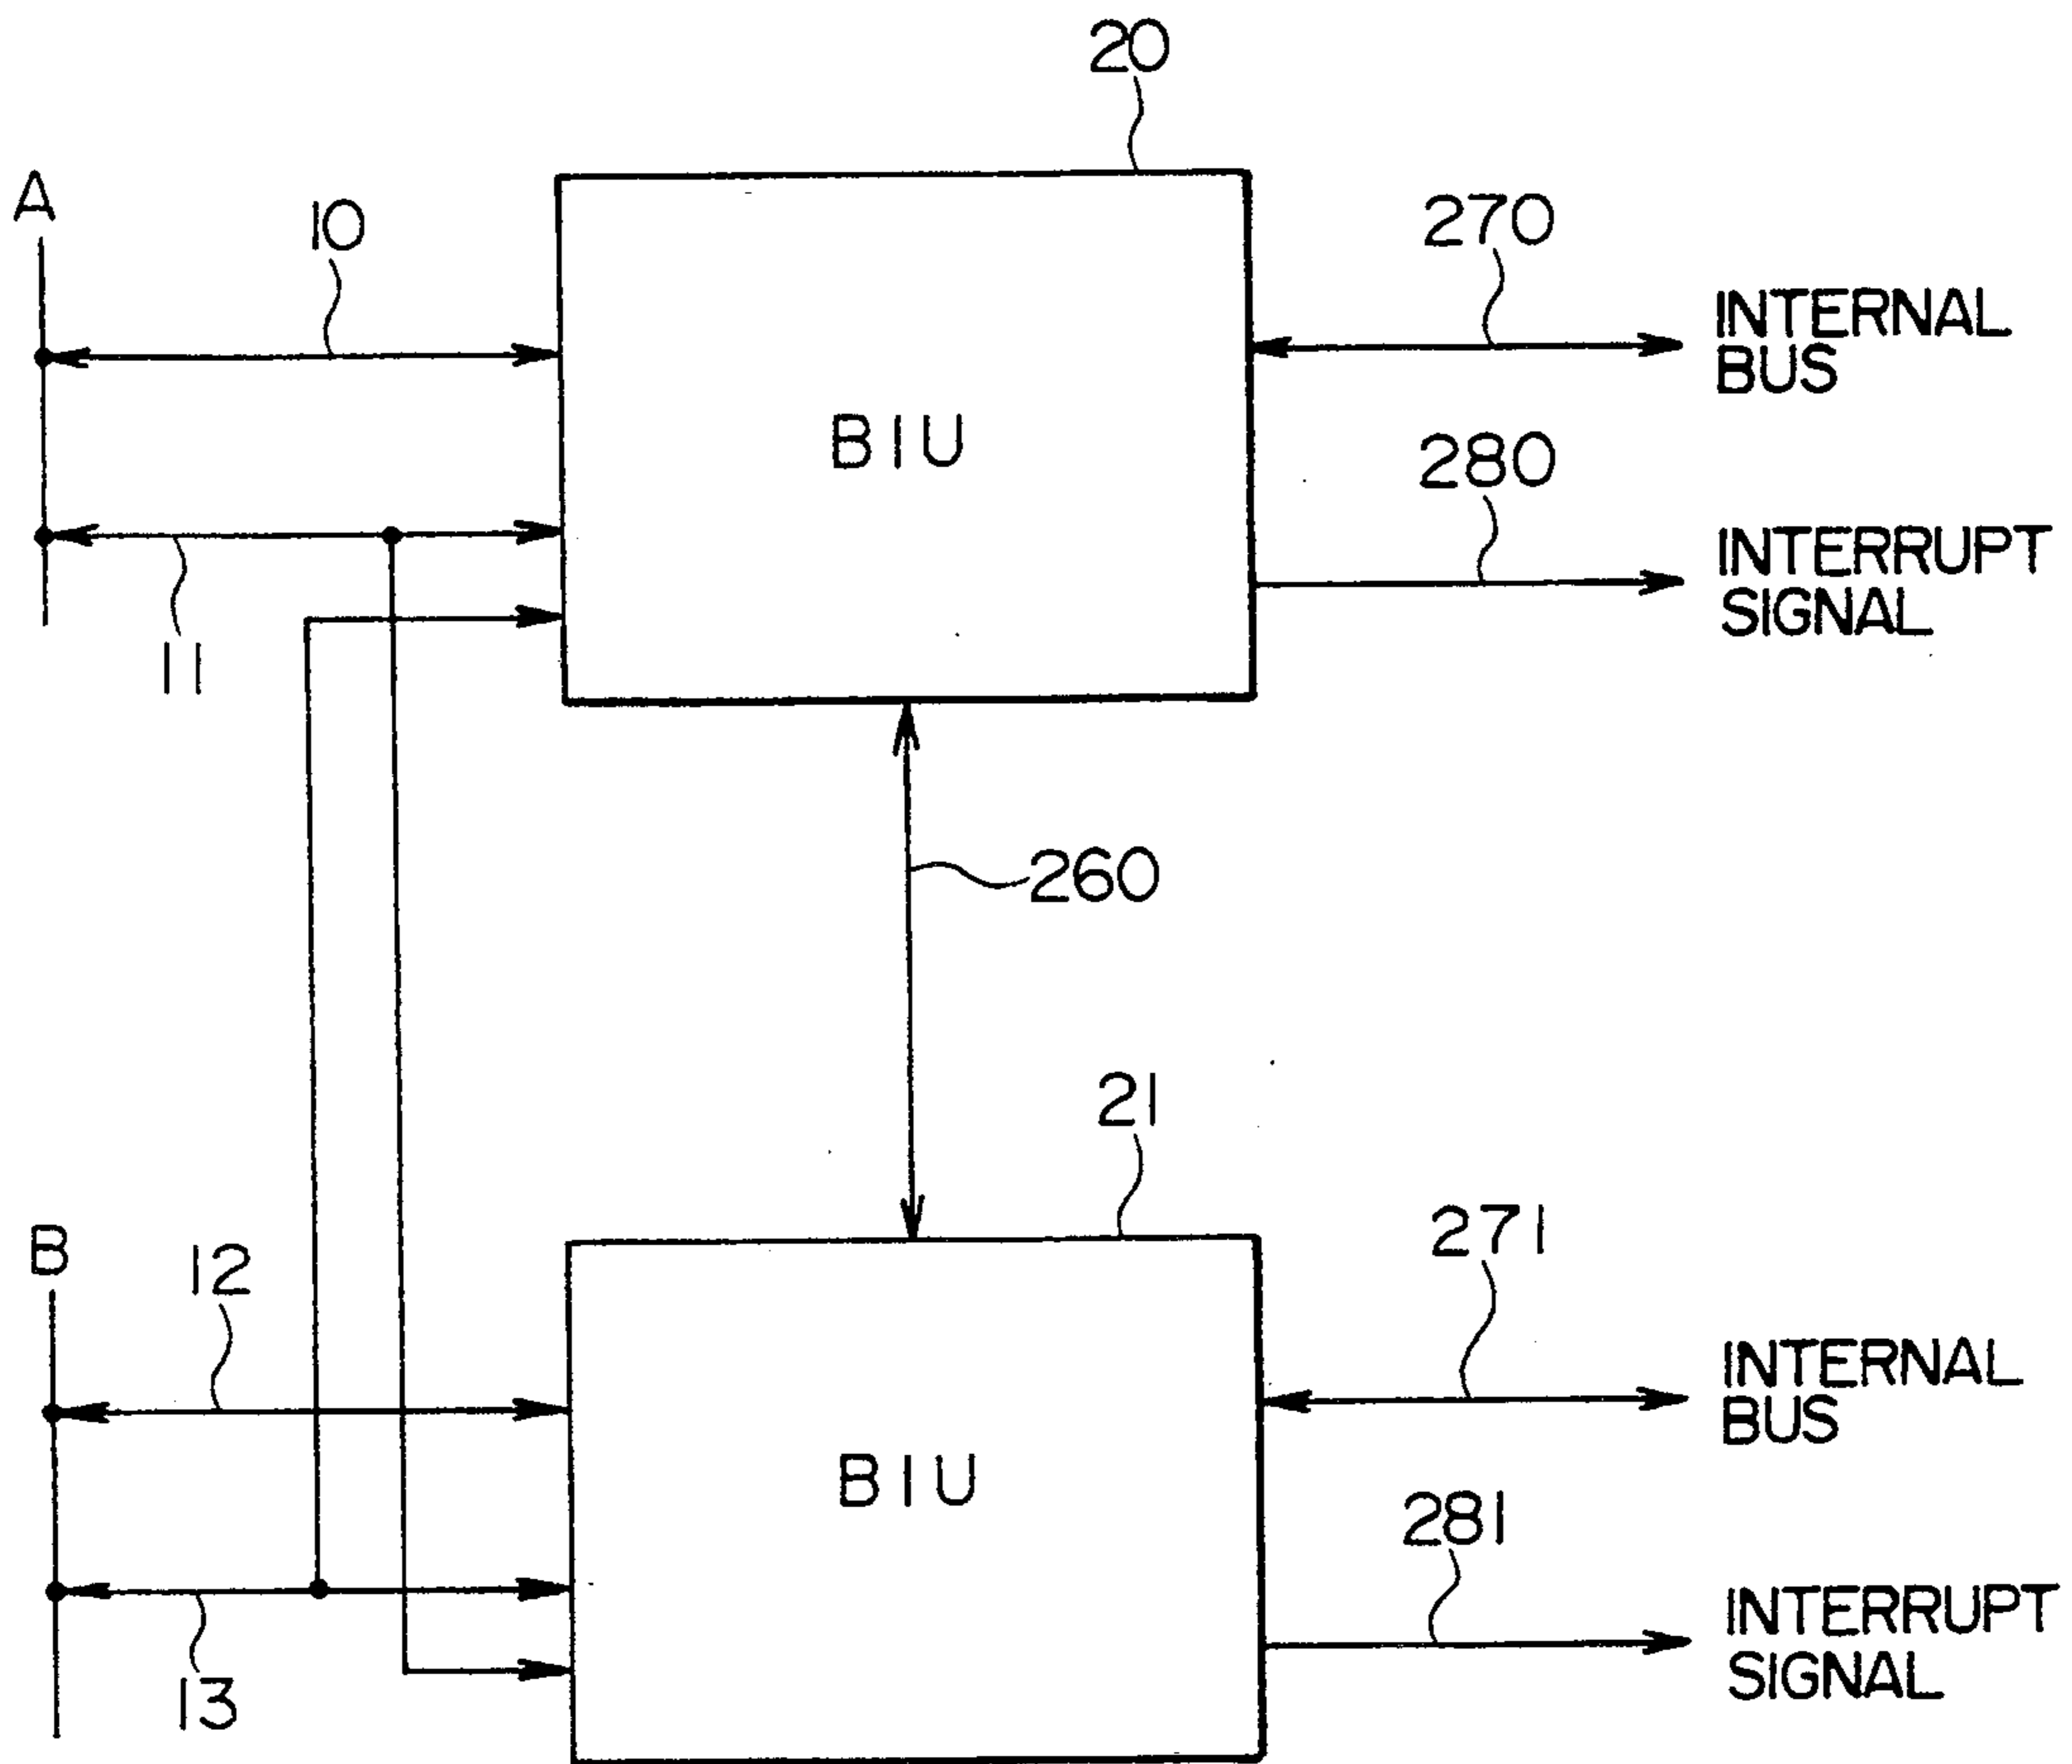 20
A
10
270
INTERNAL
BUS
BIU
280
INTERRUPT
SIGNAL
11
260
21
B
12
271
INTERNAL
BUS
BIU
281
INTERRUPT
SIGNAL
13